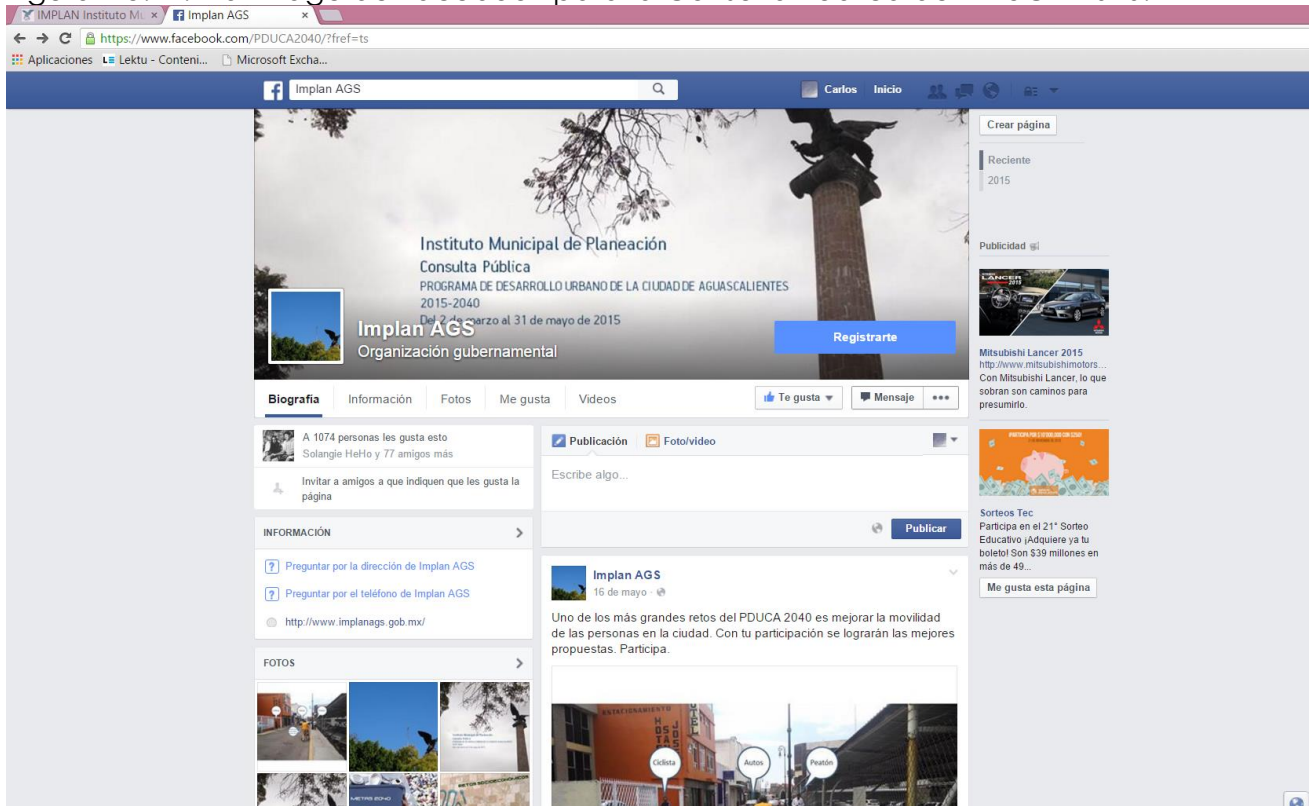 IMPLAN Instituto Mu
Implan AGS
https://www.facebook.com/PDUCA2040/?fref=ts
Aplicaciones
Lektu - Conteni...
Microsoft Excha...
Implan AGS
Carlos
Inicio
Crear página
Reciente
2015
Instituto Municipal de Planeación
Consulta Pública
PROGRAMA DE DESARROLLO URBANO DE LA CIUDAD DE AGUASCALIENTES
2015-2040
Del 2 de marzo al 31 de mayo de 2015
Implan AGS
Organización gubernamental
Registrarte
Biografía
Información
Fotos
Me gusta
Videos
Te gusta
Mensaje
A 1074 personas les gusta esto
Solangie HeHo y 77 amigos más
Invitar a amigos a que indiquen que les gusta la
página
INFORMACIÓN
Preguntar por la dirección de Implan AGS
Preguntar por el teléfono de Implan AGS
http://www.implanags.gob.mx/
FOTOS
METAS 2040
Publicación
Foto/video
Escribe algo...
Publicar
Implan AGS
16 de mayo
Uno de los más grandes retos del PDUCA 2040 es mejorar la movilidad
de las personas en la ciudad. Con tu participación se lograrán las mejores
propuestas. Participa.
ESTACIONAMIENTO
Ciclista
Autos
Peatón
Publicidad
LANCER
2015
Mitsubishi Lancer 2015
http://www.mitsubishimotors...
Con Mitsubishi Lancer, lo que
sobran son caminos para
presumirlo.
Sorteos Tec
Participa en el 21° Sorteo
Educativo ¡Adquiere ya tu
boleto! Son $39 millones en
más de 49...
Me gusta esta página